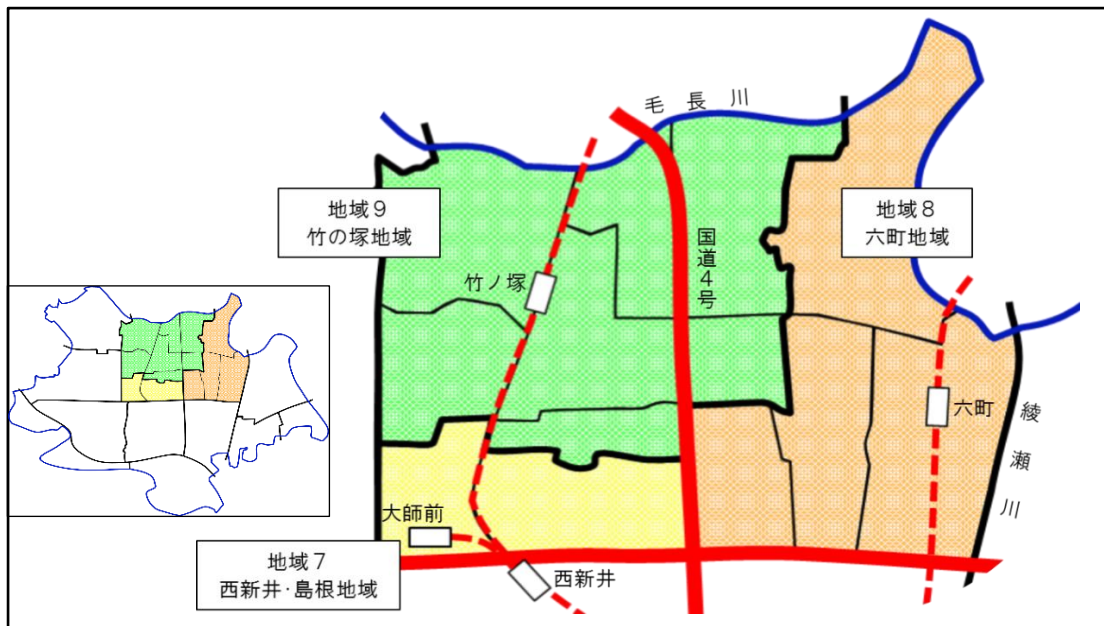 毛長川
地域9
竹の塚地域
地域8
六町地域
国道4号
竹ノ塚
六町
綾瀬川
大師前
地域7
西新井・島根地域
西新井